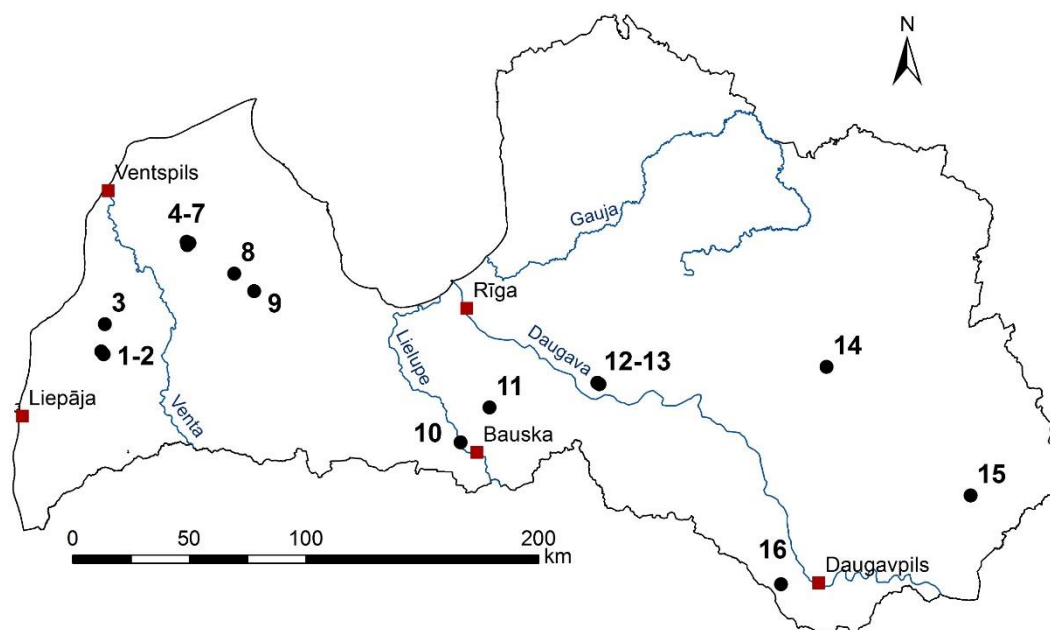 N
Ventspils
4-7
Gauja
8
9
Rīga
3
Daugava
Lielupe
1-2
12-13
14
Liepāja
Venta
11
10
Bauska
15
0
50
100
200
km
16
Daugavpils